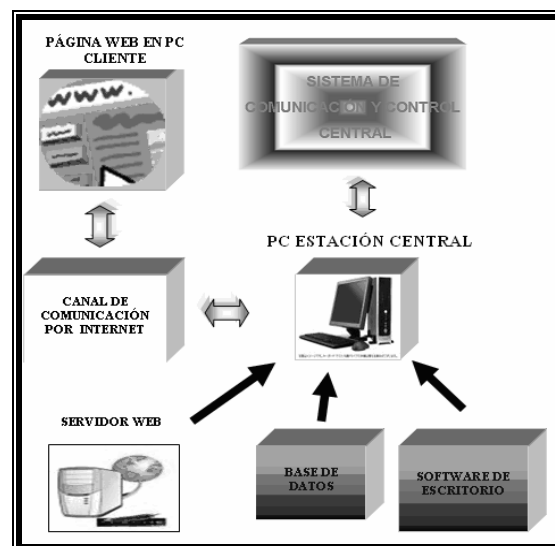 PÁGINA WEB EN PC
CLIENTE
www.
SISTEMA DE
COMUNICACIÓN Y CONTROL
CENTRAL
PC ESTACIÓN CENTRAL
CANAL DE
COMUNICACIÓN
POR INTERNET
SERVIDOR WEB
BASE DE
DATOS
SOFTWARE DE
ESCRITORIO